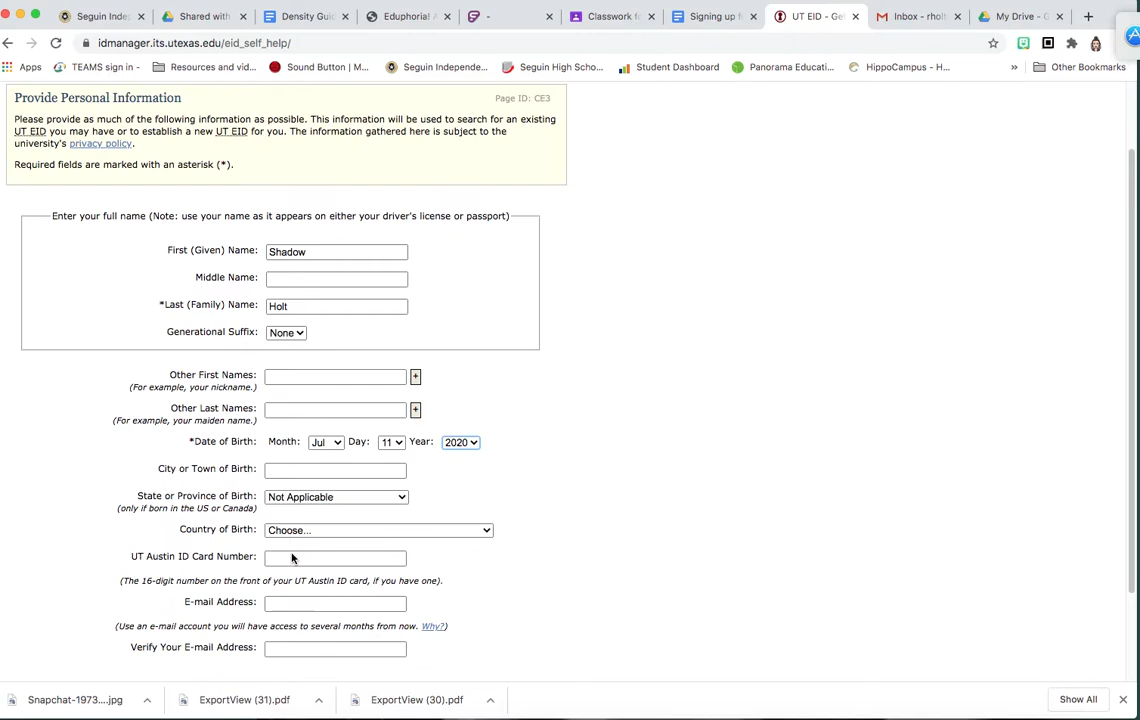 Seguin Inde
Shared with
Density Gui
Eduphoria! A
-
Classwork fo
Signing up f
UT EID - Ge
Inbox - rholt
My Drive - G
idmanager.its.utexas.edu/eid_self_help/
Apps
TEAMS sign in -
Resources and vid...
Sound Button | M...
Seguin Independe...
Seguin High Scho...
Student Dashboard
Panorama Educati...
HippoCampus - H...
»
Other Bookmarks
Provide Personal Information
Page ID: CE3
Please provide as much of the following information as possible. This information will be used to search for an existing
UT EID you may have or to establish a new UT EID for you. The information gathered here is subject to the
university's privacy policy.
Required fields are marked with an asterisk (*).
Enter your full name (Note: use your name as it appears on either your driver's license or passport)
First (Given) Name: Shadow
Middle Name:
*Last (Family) Name: Holt
Generational Suffix: None
Other First Names: +
(For example, your nickname.)
Other Last Names: +
(For example, your maiden name.)
*Date of Birth: Month: Jul Day: 11 Year: 2020
City or Town of Birth:
State or Province of Birth: Not Applicable
(only if born in the US or Canada)
Country of Birth: Choose...
UT Austin ID Card Number:
(The 16-digit number on the front of your UT Austin ID card, if you have one).
E-mail Address:
(Use an e-mail account you will have access to several months from now. Why?)
Verify Your E-mail Address:
Snapchat-1973....jpg
ExportView (31).pdf
ExportView (30).pdf
Show All